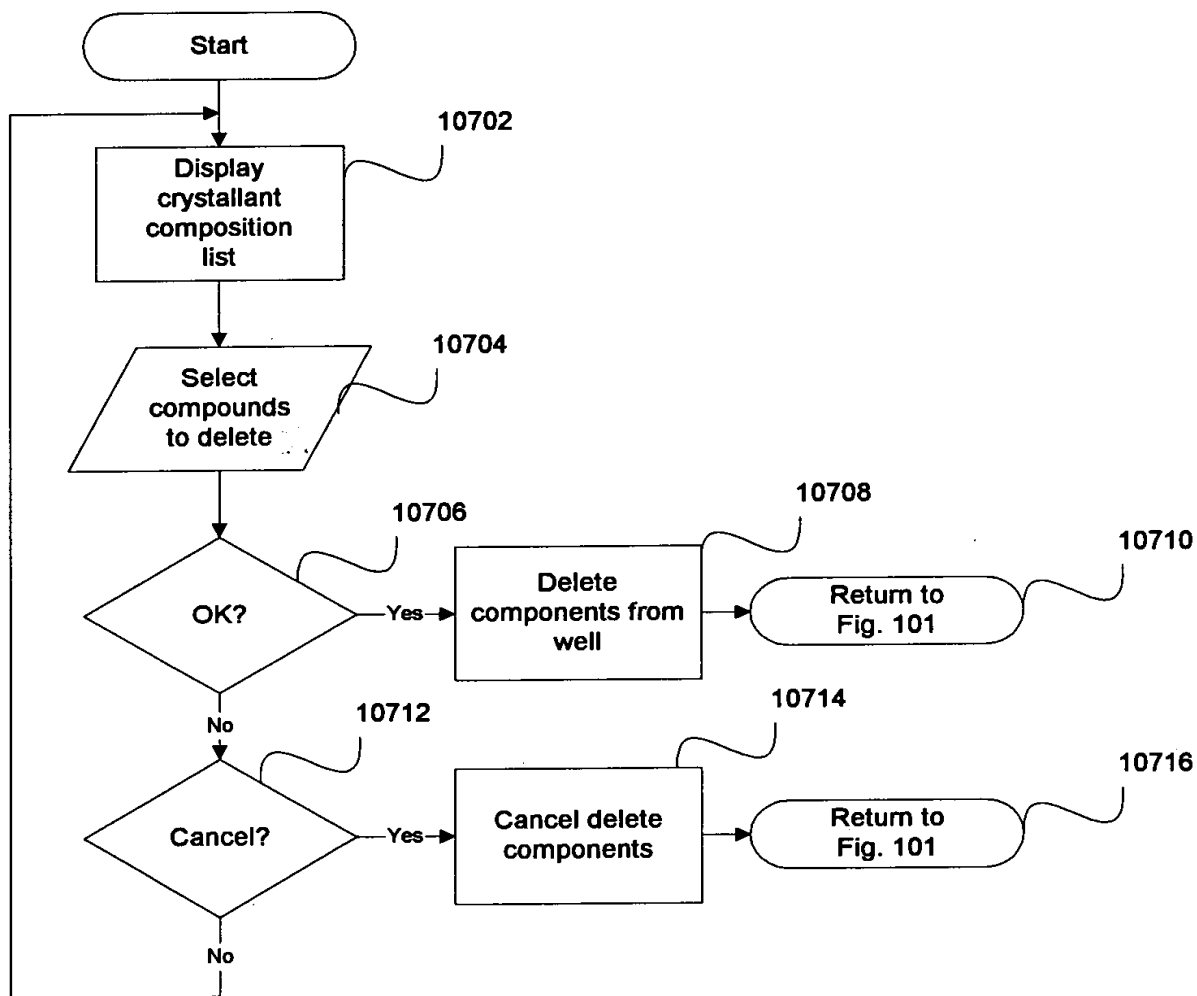 Start
10702
Display
crystallant
composition
list
10704
Select
compounds
to delete
10706
OK?
Yes
10708
Delete
components from
well
10710
Return to
Fig. 101
No
10712
Cancel?
Yes
10714
Cancel delete
components
10716
Return to
Fig. 101
No